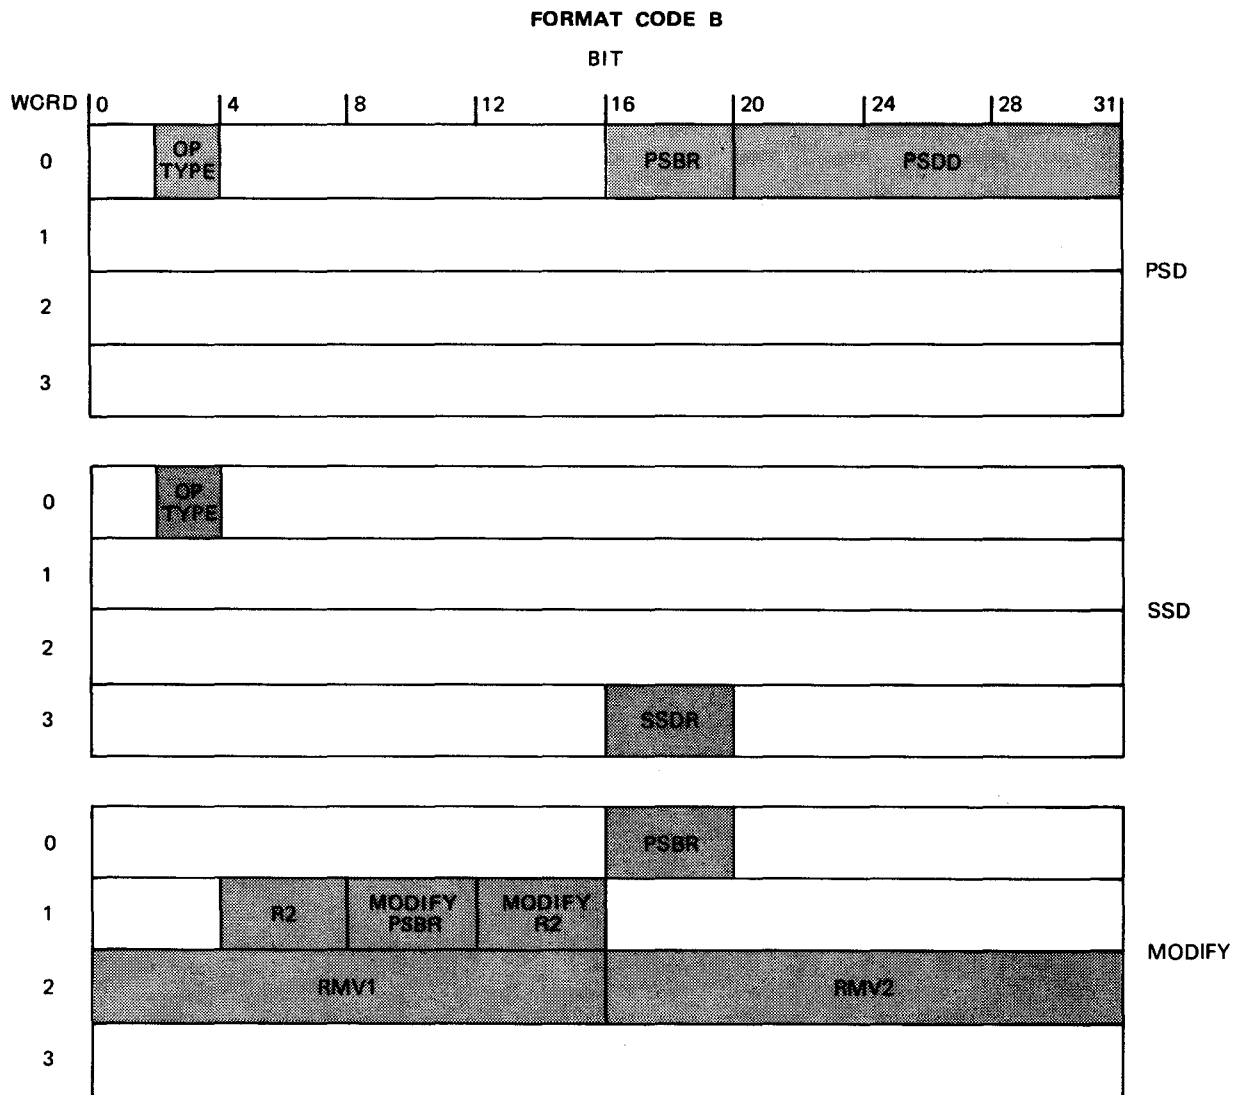 FORMAT CODE B
BIT
WORD 0 4 8 12 16 20 24 28 31
0 OP TYPE PSBR PSDD
1
PSD
2
3
0 OP TYPE
1
SSD
2
3 SSDR
0 PSBR
1 R2 MODIFY PSBR MODIFY R2
MODIFY
2 RMV1 RMV2
3